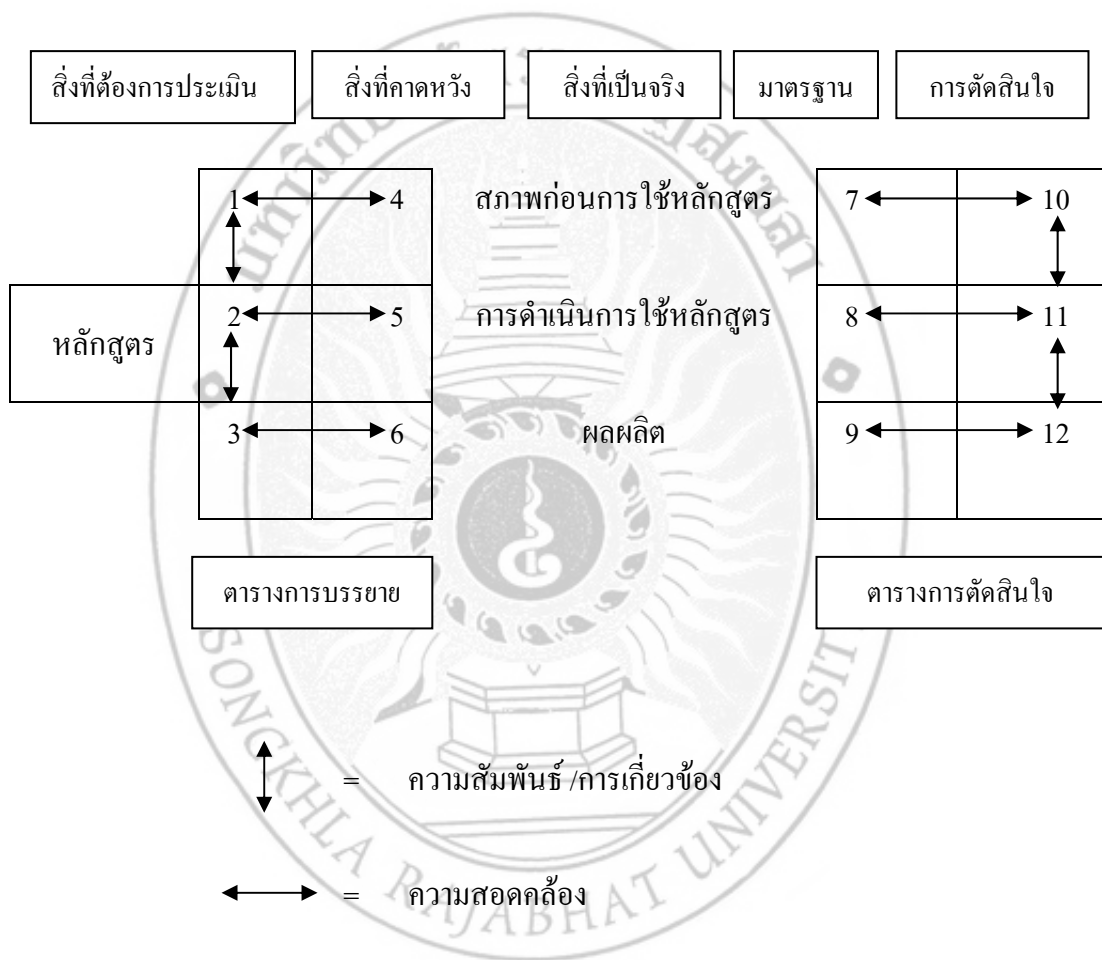 สิ่งที่ต้องการประเมิน สิ่งที่คาดหวัง สิ่งที่เป็นจริง มาตรฐาน การตัดสินใจ
1 4 สภาพก่อนการใช้หลักสูตร 7 10
หลักสูตร 2 5 การดำเนินการใช้หลักสูตร 8 11
3 6 ผลผลิต 9 12
ตารางการบรรยาย ตารางการตัดสินใจ
= ความสัมพันธ์ /การเกี่ยวข้อง
= ความสอดคล้อง
SONGKHLA RAJABHAT UNIVERSIT